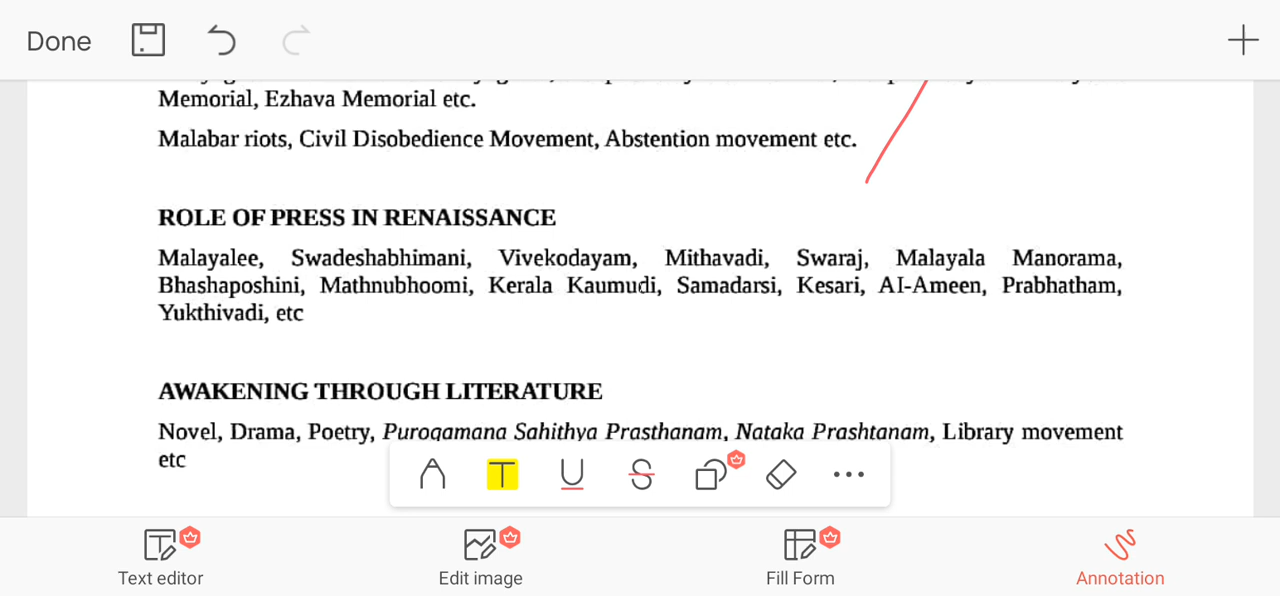 Done
Memorial, Ezhava Memorial etc.
Malabar riots, Civil Disobedience Movement, Abstention movement etc.
ROLE OF PRESS IN RENAISSANCE
Malayalee, Swadeshabhimani, Vivekodayam, Mithavadi, Swaraj, Malayala Manorama,
Bhashaposhini, Mathnubhoomi, Kerala Kaumudi, Samadarsi, Kesari, AI-Ameen, Prabhatham,
Yukthivadi, etc
AWAKENING THROUGH LITERATURE
Novel, Drama, Poetry, Purogamana Sahithya Prasthanam, Nataka Prashtanam, Library movement
etc
Text editor
Edit image
Fill Form
Annotation